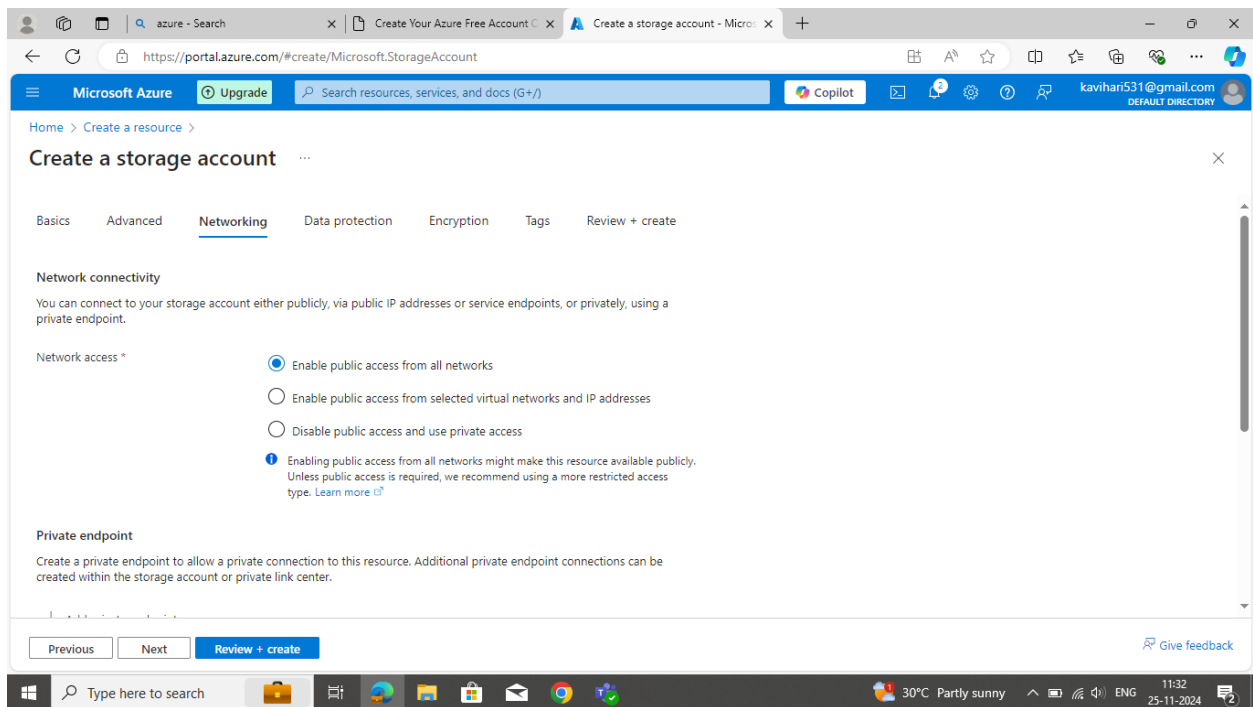 azure - Search
Create Your Azure Free Account C
Create a storage account - Micros
https://portal.azure.com/#create/Microsoft.StorageAccount
Microsoft Azure
Upgrade
Search resources, services, and docs (G+/)
Copilot
2
kavihari531@gmail.com
DEFAULT DIRECTORY
Home > Create a resource >
Create a storage account ...
Basics
Advanced
Networking
Data protection
Encryption
Tags
Review + create
Network connectivity
You can connect to your storage account either publicly, via public IP addresses or service endpoints, or privately, using a
private endpoint.
Network access *
Enable public access from all networks
Enable public access from selected virtual networks and IP addresses
Disable public access and use private access
Enabling public access from all networks might make this resource available publicly.
Unless public access is required, we recommend using a more restricted access
type. Learn more
Private endpoint
Create a private endpoint to allow a private connection to this resource. Additional private endpoint connections can be
created within the storage account or private link center.
Previous
Next
Review + create
Give feedback
Type here to search
30°C Partly sunny
ENG
11:32
25-11-2024
2